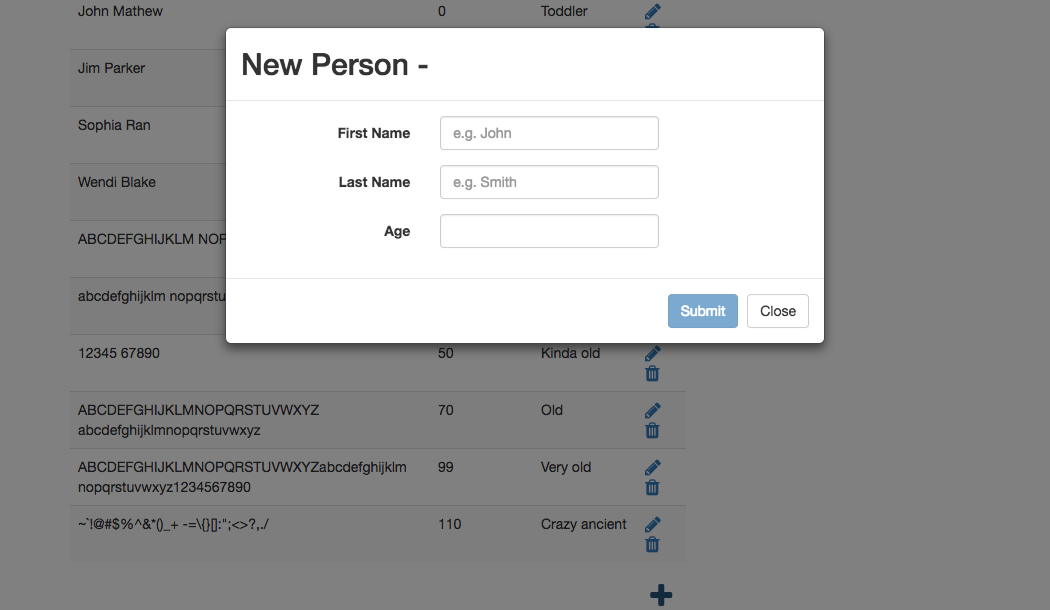 John Mathew 0 Toddler
New Person -
Jim Parker
First Name e.g. John
Sophia Ran
Last Name e.g. Smith
Wendi Blake
Age
ABCDEFGHIJKLM NOP
abcdefghijklm nopqrstu
Submit Close
12345 67890 50 Kinda old
ABCDEFGHIJKLMNOPQRSTUVWXYZ 70 Old
abcdefghijklmnopqrstuvwxyz
ABCDEFGHIJKLMNOPQRSTUVWXYZabcdefghijklm 99 Very old
nopqrstuvwxyz1234567890
~`!@#$%^&*()_+ -=\{}[]:";<>?,./ 110 Crazy ancient